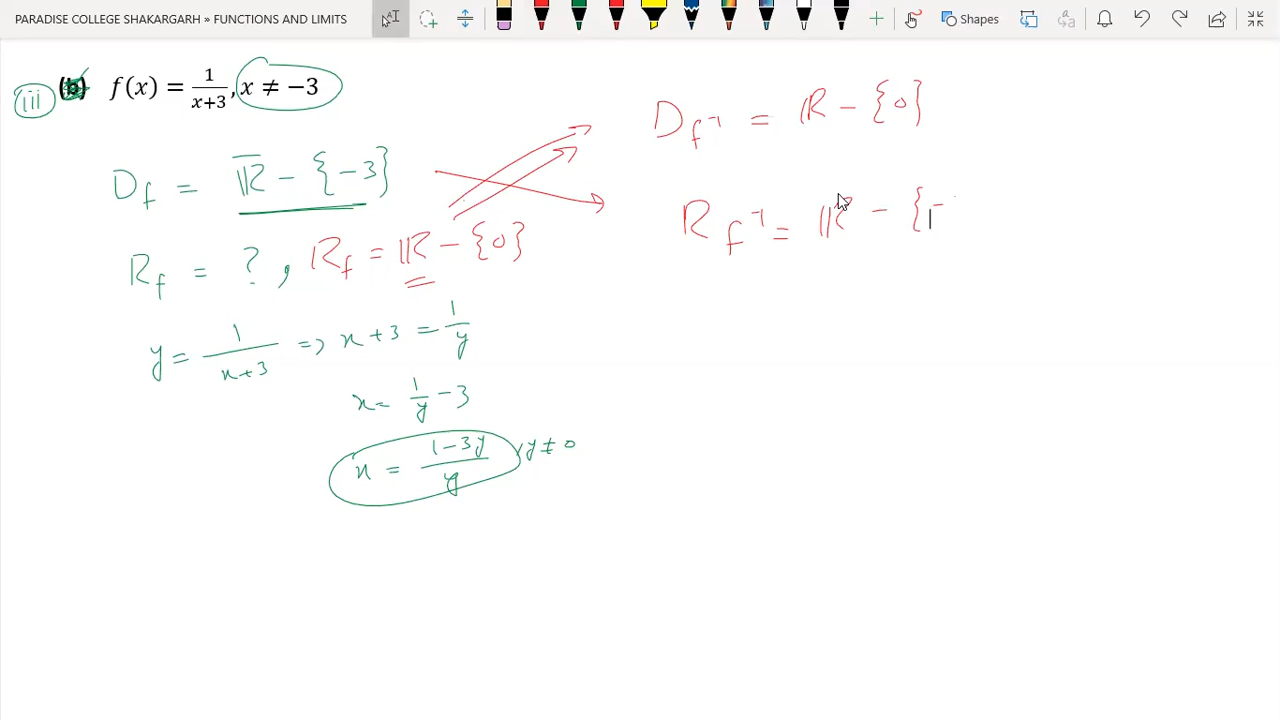 PARADISE COLLEGE SHAKARGARH » FUNCTIONS AND LIMITS
Shapes
iii (b) f(x) = 1/(x+3), x ≠ −3
D_f = ℝ − {−3}
R_f = ? , R_f = ℝ − {0}
y = 1/(x+3) => x+3 = 1/y
x = 1/y − 3
x = (1−3y)/y , y ≠ 0
D_f⁻¹ = ℝ − {0}
R_f⁻¹ = ℝ − {−